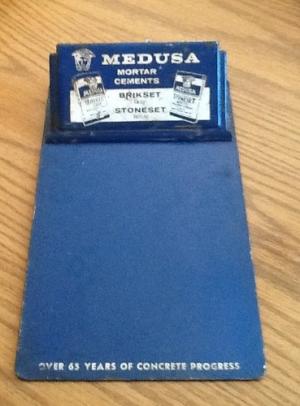 MEDUSA
MORTAR
CEMENTS
BRIKSET
STONESET
OVER 65 YEARS OF CONCRETE PROGRESS